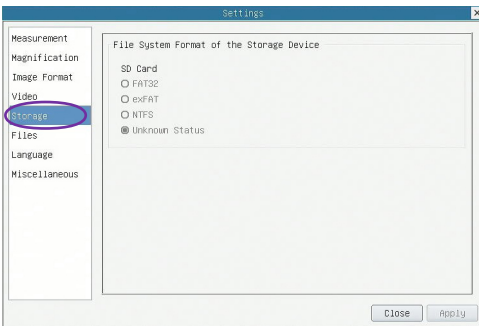 Settings
Measurement
Magnification
Image Format
Video
Storage
Files
Language
Miscellaneous
File System Format of the Storage Device
SD Card
FAT32
exFAT
NTFS
Unknown Status
Close
Apply